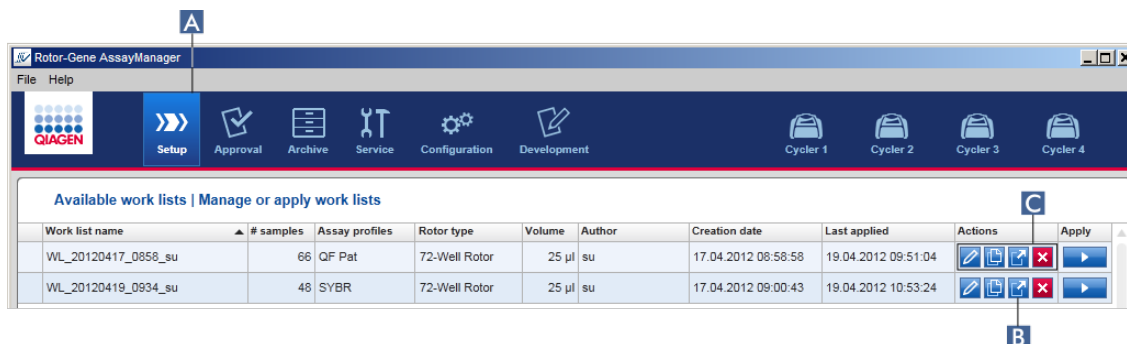 A
Rotor-Gene AssayManager
File Help
QIAGEN
Setup Approval Archive Service Configuration Development Cycler 1 Cycler 2 Cycler 3 Cycler 4
Available work lists | Manage or apply work lists
C
Work list name # samples Assay profiles Rotor type Volume Author Creation date Last applied Actions Apply
WL_20120417_0858_su 66 QF Pat 72-Well Rotor 25 µl su 17.04.2012 08:58:58 19.04.2012 09:51:04
WL_20120419_0934_su 48 SYBR 72-Well Rotor 25 µl su 17.04.2012 09:00:43 19.04.2012 10:53:24
B